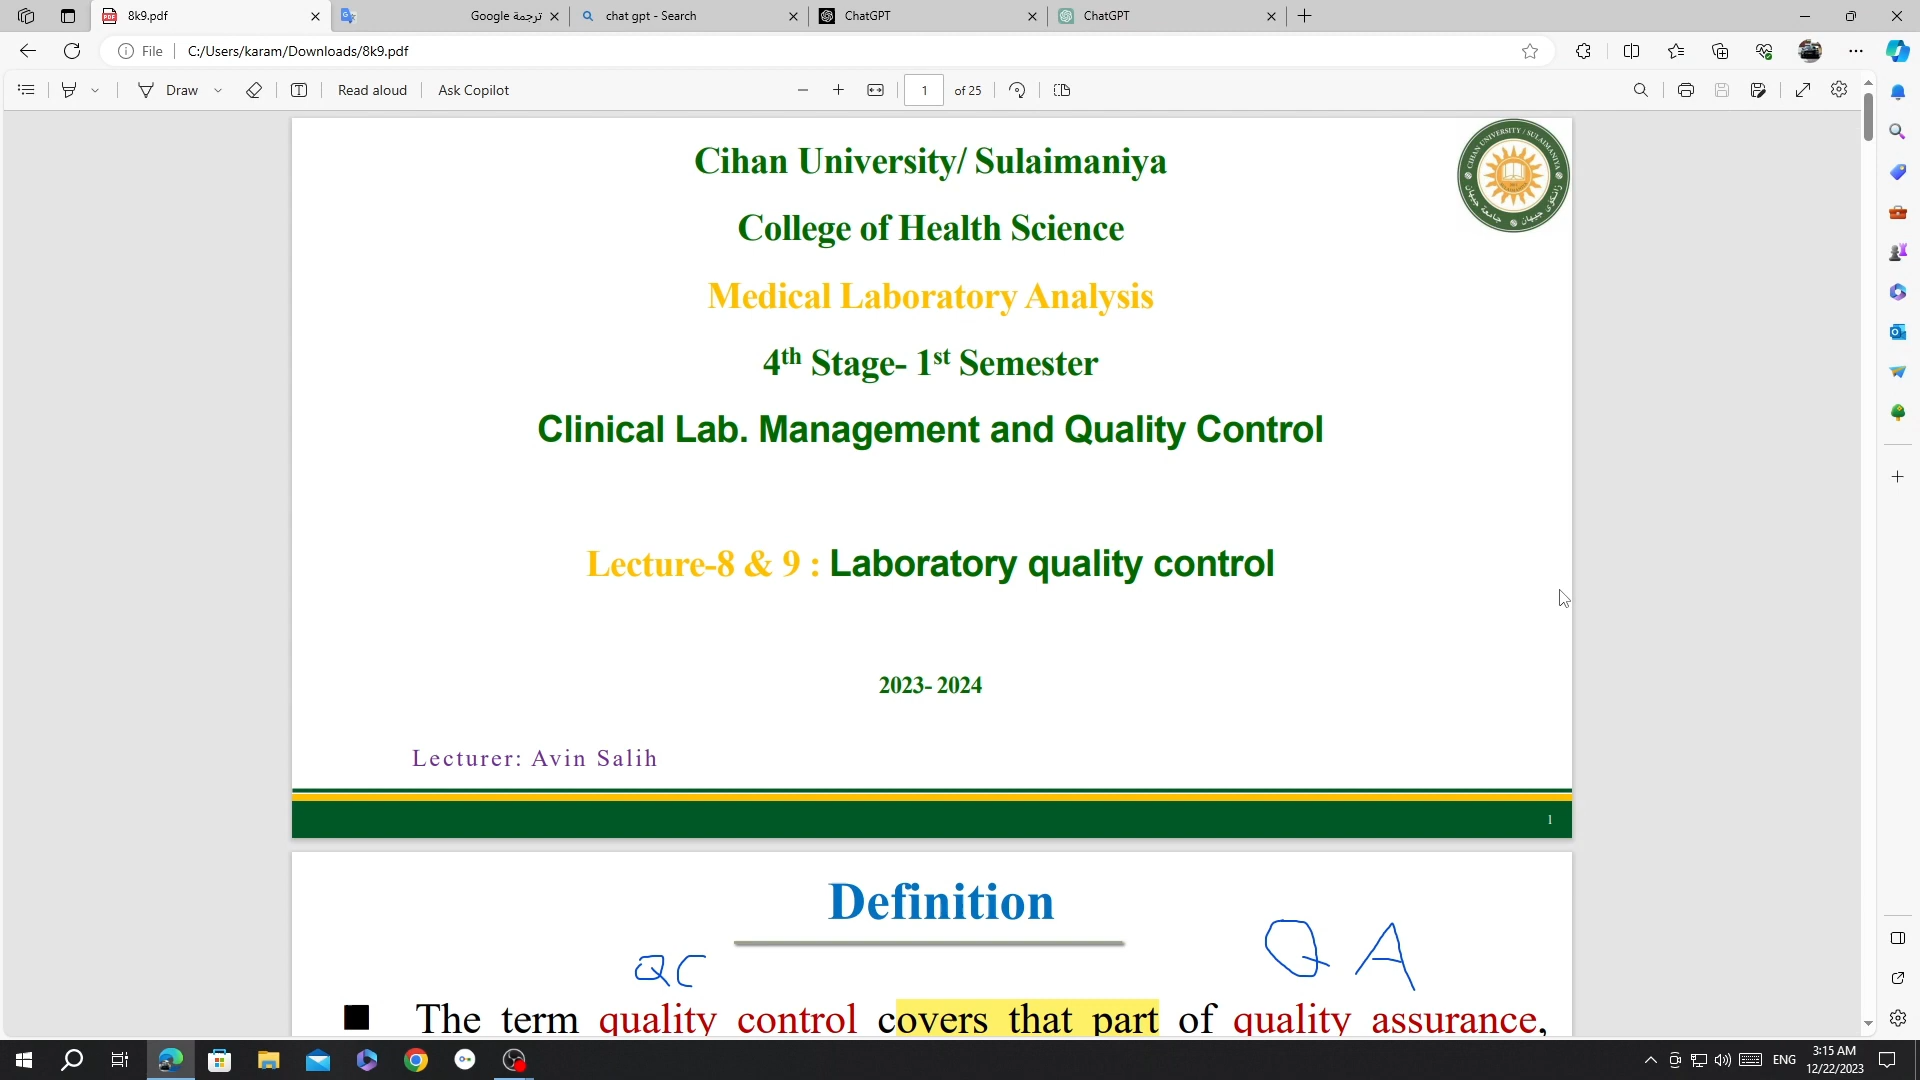 8k9.pdf
ترجمة Google
chat gpt - Search
ChatGPT
ChatGPT
File
C:/Users/karam/Downloads/8k9.pdf
Draw
Read aloud
Ask Copilot
1
of 25
Cihan University/ Sulaimaniya
CIHAN UNIVERSITY / SULAIMANIYA
College of Health Science
Medical Laboratory Analysis
4th Stage- 1st Semester
Clinical Lab. Management and Quality Control
Lecture-8 & 9 : Laboratory quality control
2023- 2024
Lecturer: Avin Salih
1
Definition
QC
QA
The term quality control covers that part of quality assurance,
ENG
3:15 AM
12/22/2023